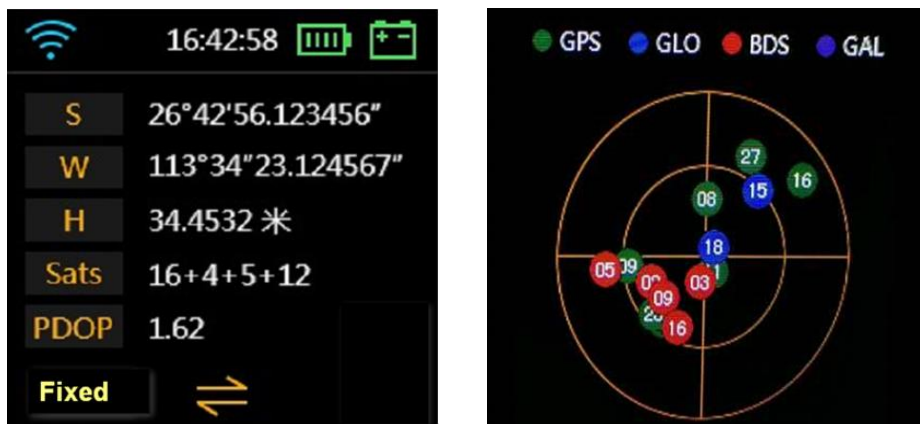 16:42:58
S 26°42'56.123456"
W 113°34"23.124567"
H 34.4532 米
Sats 16+4+5+12
PDOP 1.62
Fixed
GPS GLO BDS GAL
27
16
15
08
18
05
09
03
09
16